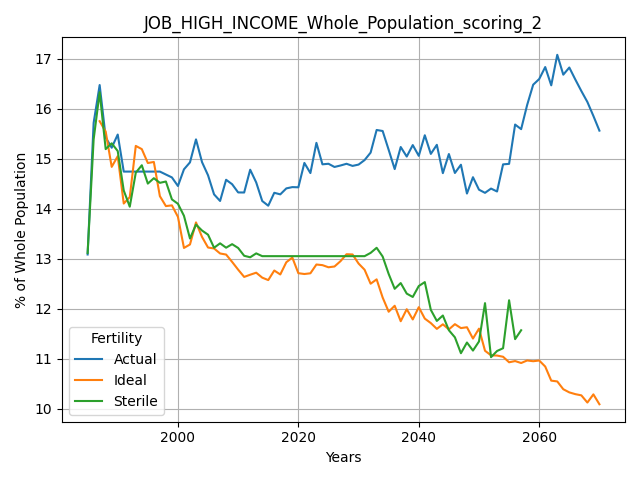 JOB_HIGH_INCOME_Whole_Population_scoring_2
% of Whole Population
17
16
15
14
13
12
11
10
Fertility
Actual
Ideal
Sterile
2000
2020
2040
2060
Years